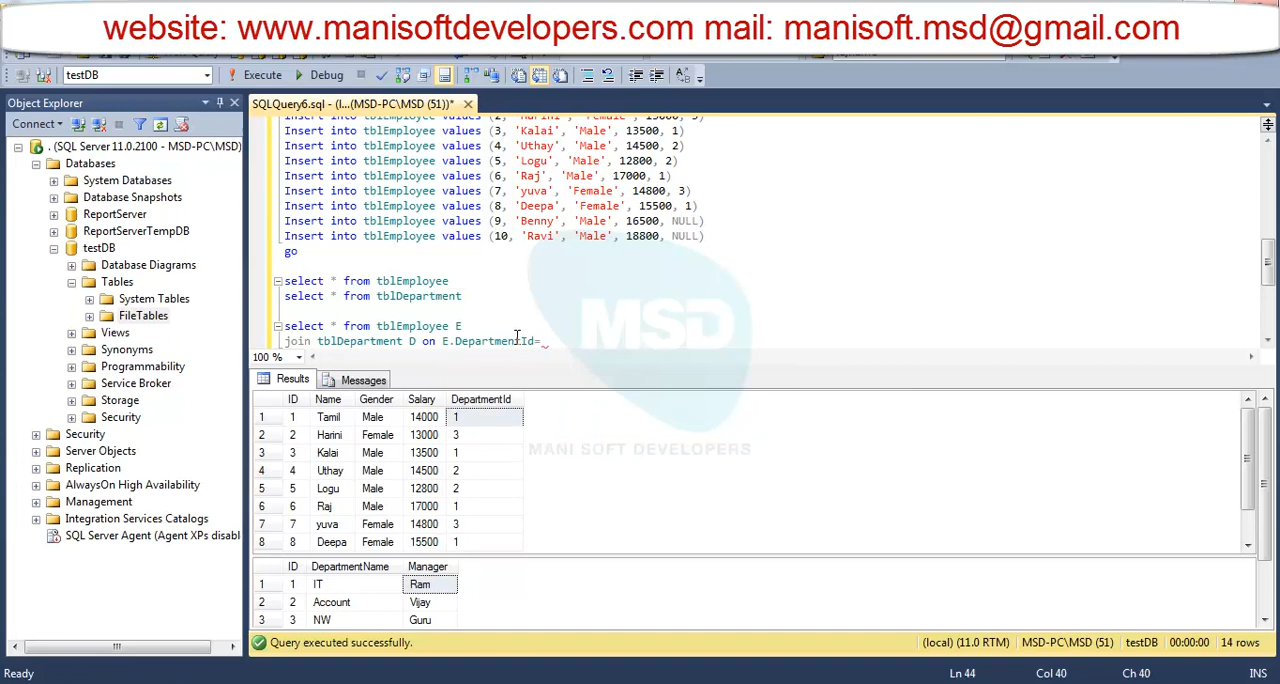 website: www.manisoftdevelopers.com mail: manisoft.msd@gmail.com
testDB Execute Debug
Object Explorer
SQLQuery6.sql - (l...(MSD-PC\MSD (51))*
Connect
. (SQL Server 11.0.2100 - MSD-PC\MSD)
Databases
System Databases
Database Snapshots
ReportServer
ReportServerTempDB
testDB
Database Diagrams
Tables
System Tables
FileTables
Views
Synonyms
Programmability
Service Broker
Storage
Security
Security
Server Objects
Replication
AlwaysOn High Availability
Management
Integration Services Catalogs
SQL Server Agent (Agent XPs disabl
Insert into tblEmployee values (2, 'Harini', 'Female', 13000, 3)
Insert into tblEmployee values (3, 'Kalai', 'Male', 13500, 1)
Insert into tblEmployee values (4, 'Uthay', 'Male', 14500, 2)
Insert into tblEmployee values (5, 'Logu', 'Male', 12800, 2)
Insert into tblEmployee values (6, 'Raj', 'Male', 17000, 1)
Insert into tblEmployee values (7, 'yuva', 'Female', 14800, 3)
Insert into tblEmployee values (8, 'Deepa', 'Female', 15500, 1)
Insert into tblEmployee values (9, 'Benny', 'Male', 16500, NULL)
Insert into tblEmployee values (10, 'Ravi', 'Male', 18800, NULL)
go
select * from tblEmployee
select * from tblDepartment
select * from tblEmployee E
join tblDepartment D on E.DepartmentId=
MSD
MANI SOFT DEVELOPERS
100 %
Results Messages
ID Name Gender Salary DepartmentId
1 1 Tamil Male 14000 1
2 2 Harini Female 13000 3
3 3 Kalai Male 13500 1
4 4 Uthay Male 14500 2
5 5 Logu Male 12800 2
6 6 Raj Male 17000 1
7 7 yuva Female 14800 3
8 8 Deepa Female 15500 1
ID DepartmentName Manager
1 1 IT Ram
2 2 Account Vijay
3 3 NW Guru
Query executed successfully. (local) (11.0 RTM) MSD-PC\MSD (51) testDB 00:00:00 14 rows
Ready Ln 44 Col 40 Ch 40 INS